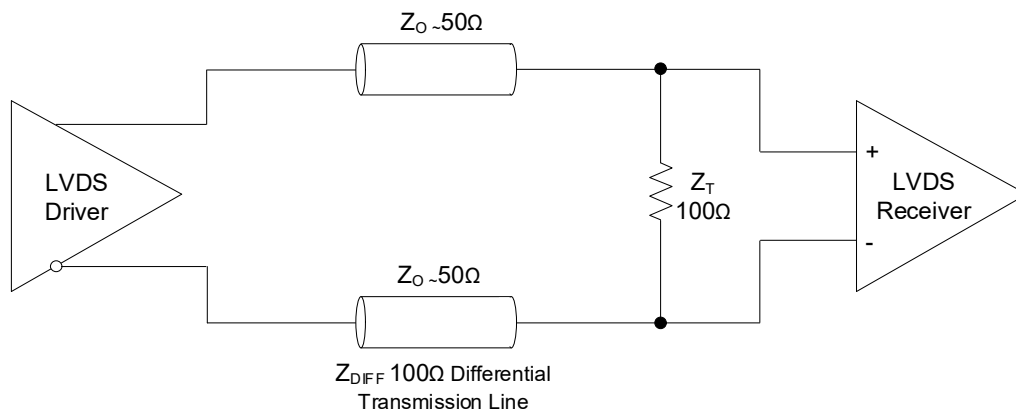 Z_O ~50Ω
LVDS
Driver
Z_T
100Ω
+
-
LVDS
Receiver
Z_O ~50Ω
Z_DIFF 100Ω Differential
Transmission Line